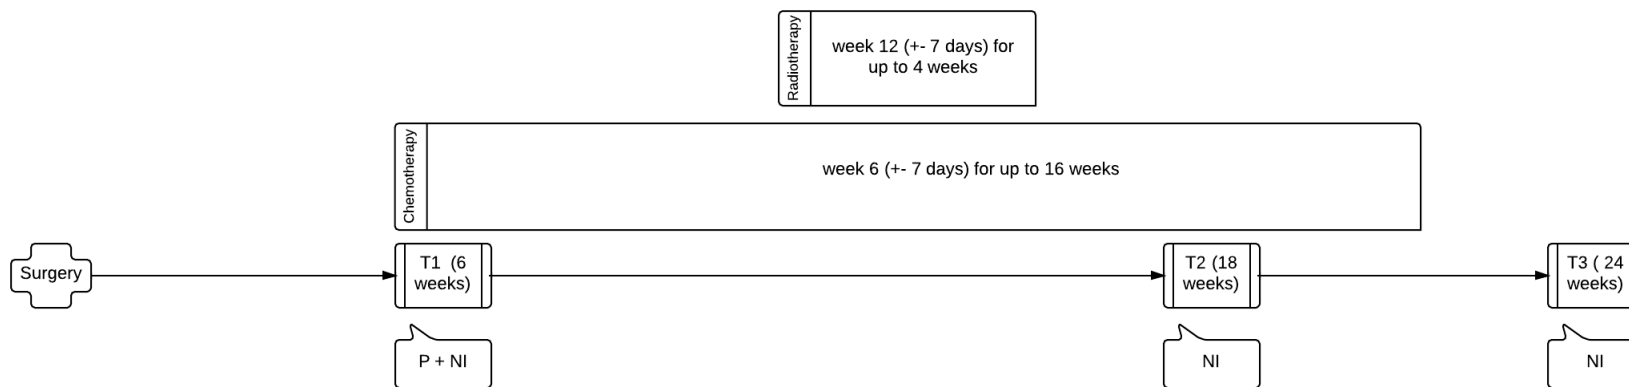 Radiotherapy
week 12 (+- 7 days) for
up to 4 weeks
Chemotherapy
week 6 (+- 7 days) for up to 16 weeks
Surgery
T1 (6
weeks)
T2 (18
weeks)
T3 ( 24
weeks)
P + NI
NI
NI